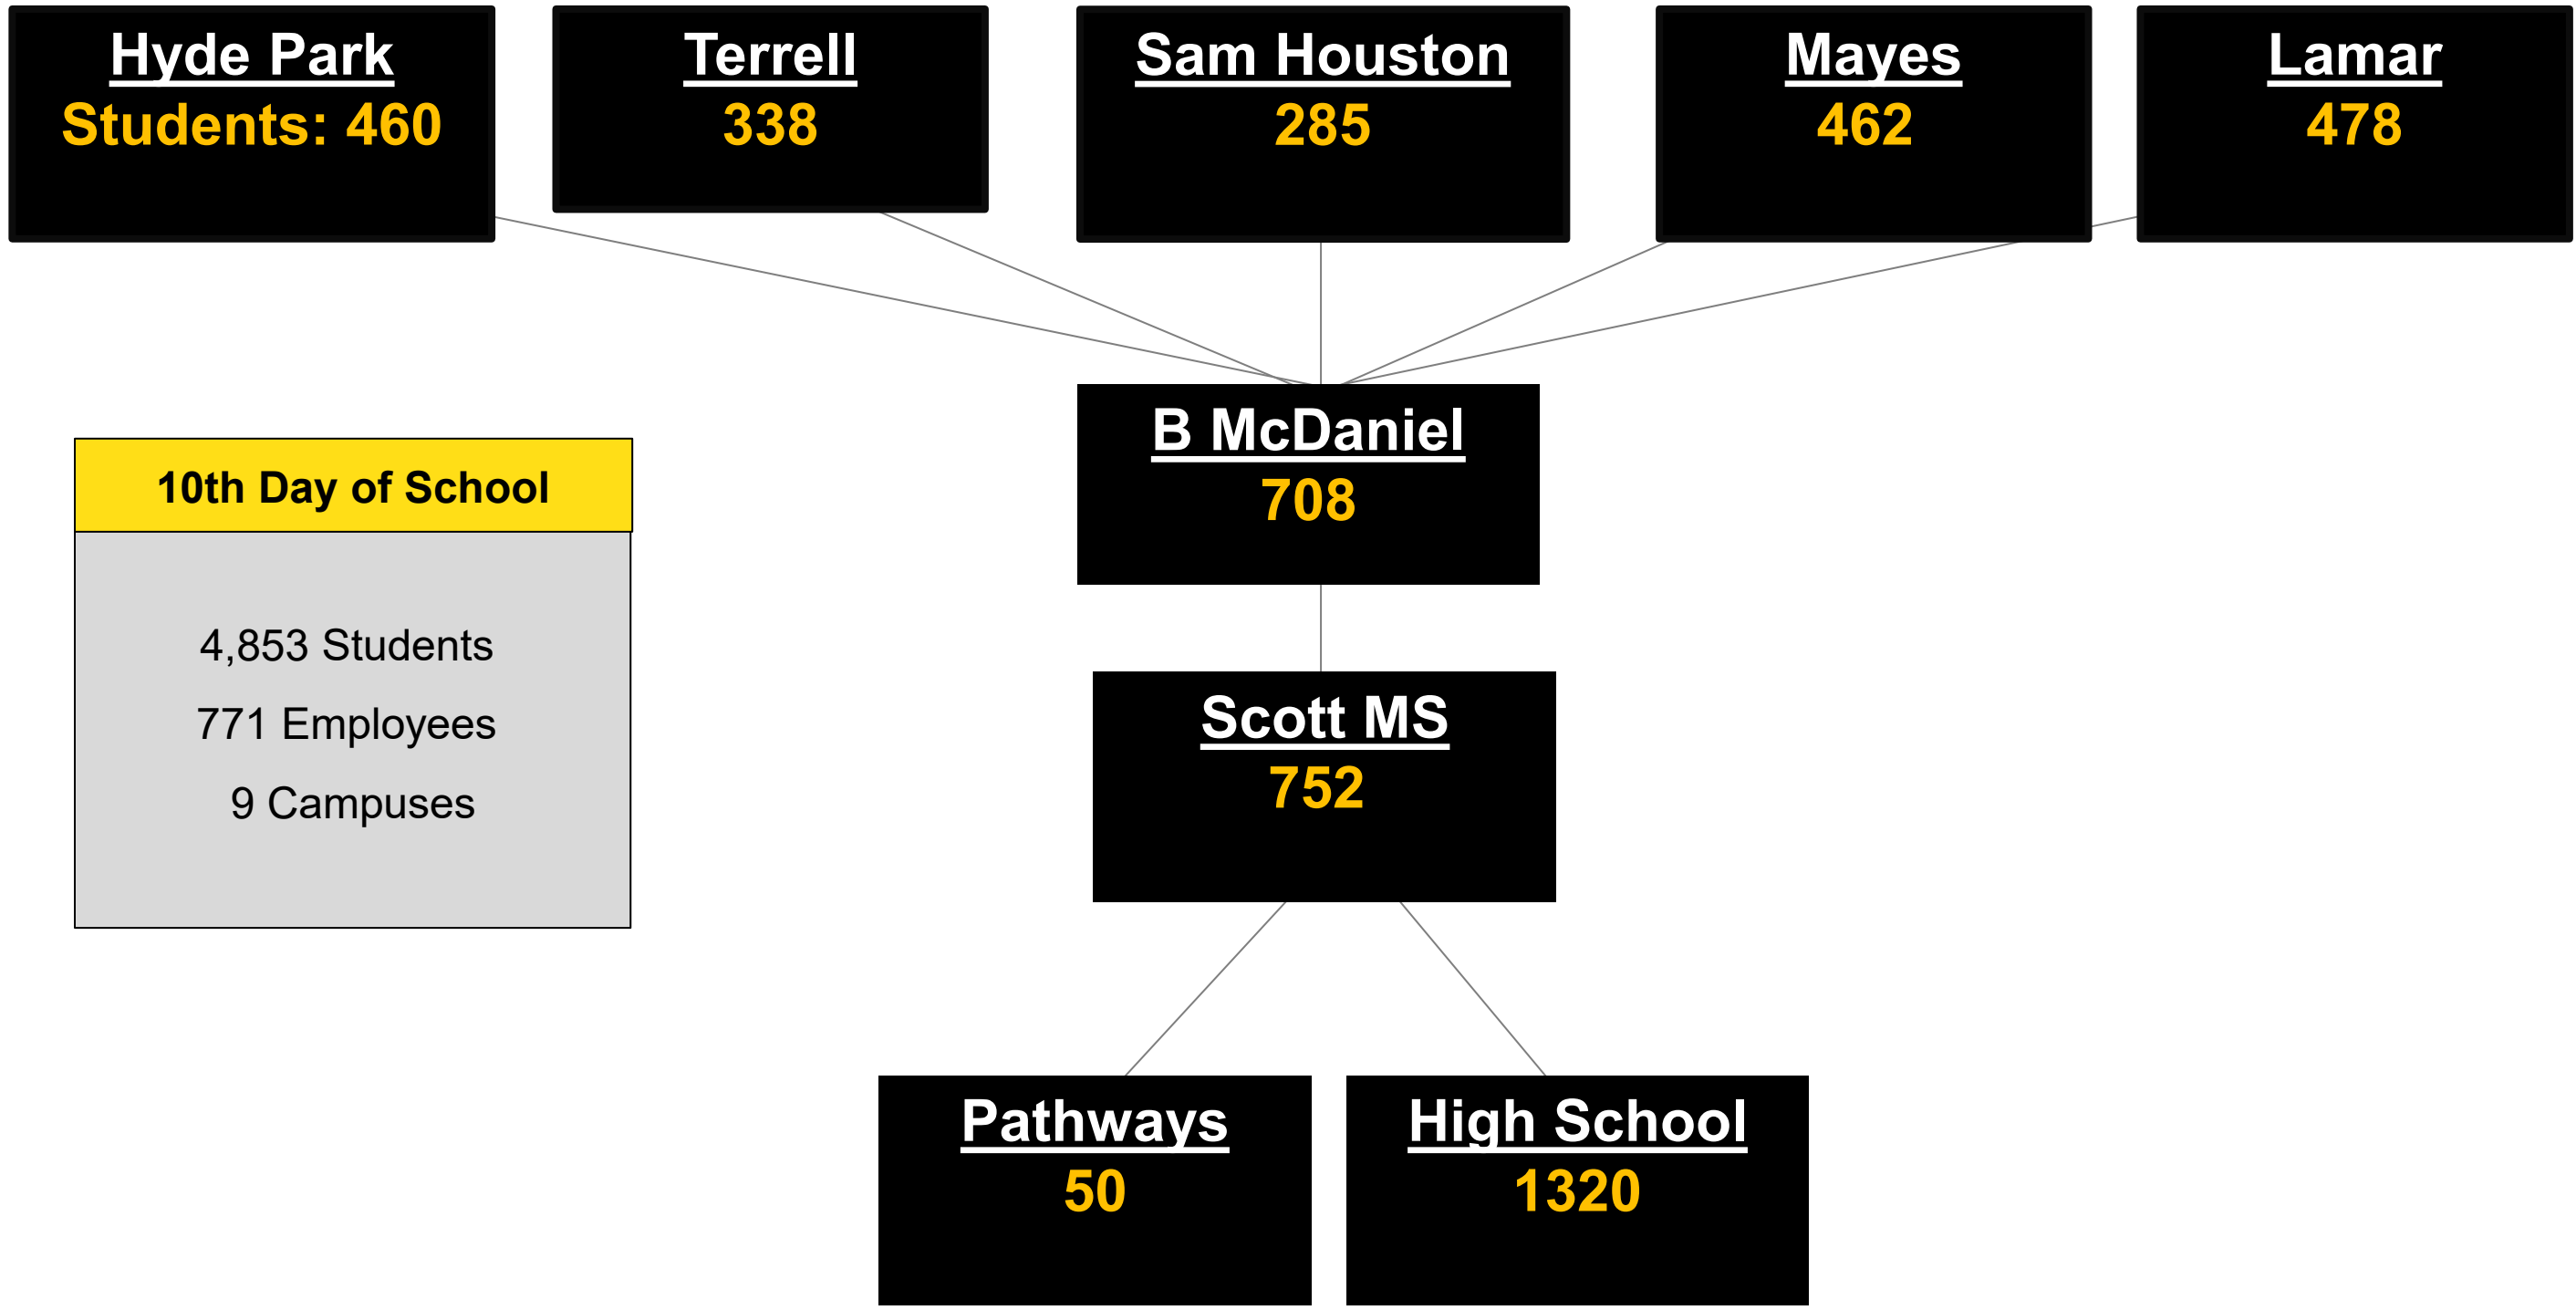 Hyde Park
Students: 460
Terrell
338
Sam Houston
285
Mayes
462
Lamar
478
B McDaniel
708
10th Day of School
4,853 Students
771 Employees
9 Campuses
Scott MS
752
Pathways
50
High School
1320